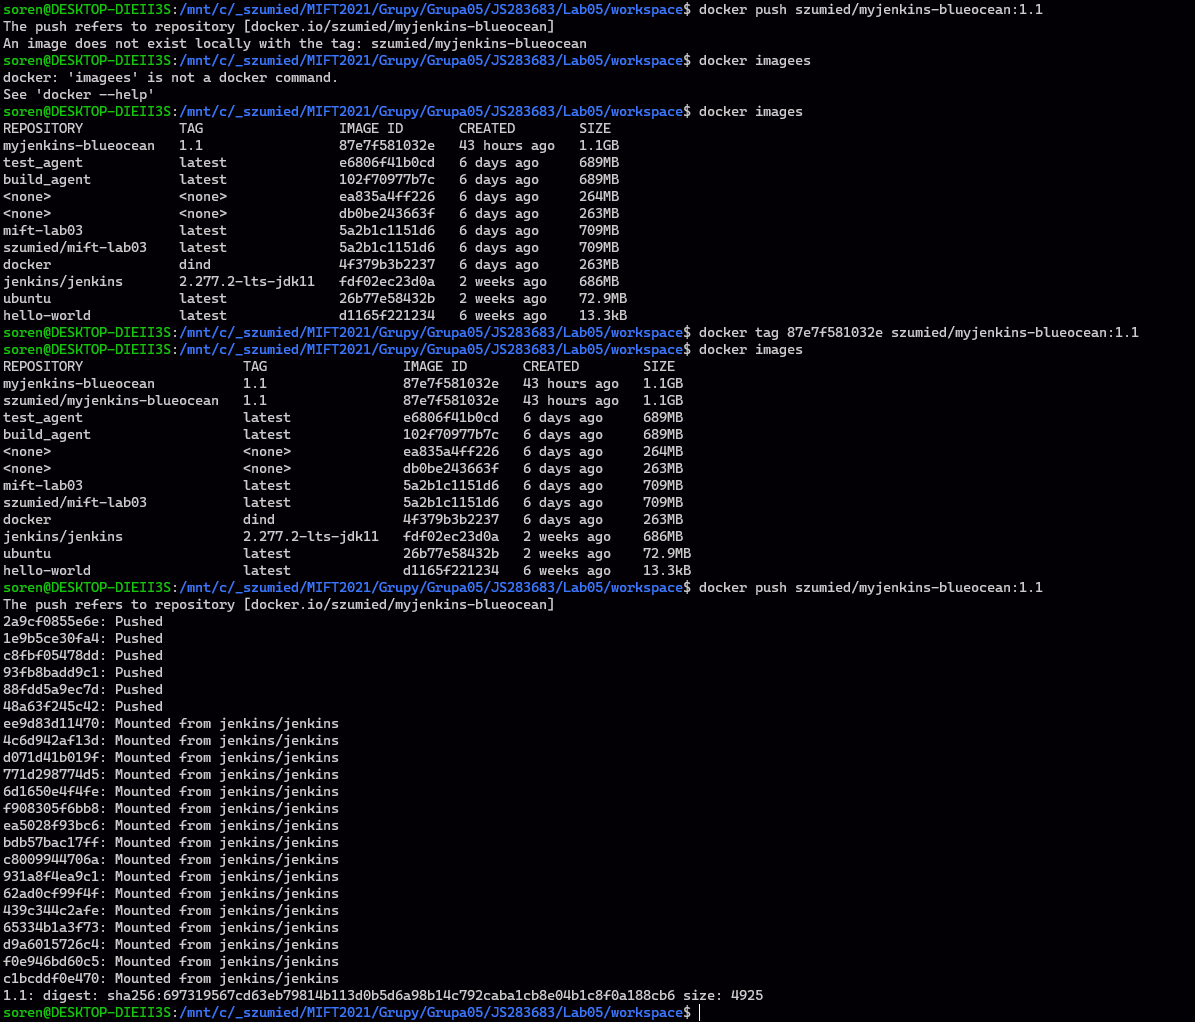 soren@DESKTOP-DIEII3S:/mnt/c/_szumied/MIFT2021/Grupy/Grupa05/JS283683/Lab05/workspace$ docker push szumied/myjenkins-blueocean:1.1
The push refers to repository [docker.io/szumied/myjenkins-blueocean]
An image does not exist locally with the tag: szumied/myjenkins-blueocean
soren@DESKTOP-DIEII3S:/mnt/c/_szumied/MIFT2021/Grupy/Grupa05/JS283683/Lab05/workspace$ docker imagees
docker: 'imagees' is not a docker command.
See 'docker --help'
soren@DESKTOP-DIEII3S:/mnt/c/_szumied/MIFT2021/Grupy/Grupa05/JS283683/Lab05/workspace$ docker images
REPOSITORY            TAG                 IMAGE ID       CREATED        SIZE
myjenkins-blueocean   1.1                 87e7f581032e   43 hours ago   1.1GB
test_agent            latest              e6806f41b0cd   6 days ago     689MB
build_agent           latest              102f70977b7c   6 days ago     689MB
<none>                <none>              ea835a4ff226   6 days ago     264MB
<none>                <none>              db0be243663f   6 days ago     263MB
mift-lab03            latest              5a2b1c1151d6   6 days ago     709MB
szumied/mift-lab03    latest              5a2b1c1151d6   6 days ago     709MB
docker                dind                4f379b3b2237   6 days ago     263MB
jenkins/jenkins       2.277.2-lts-jdk11   fdf02ec23d0a   2 weeks ago    686MB
ubuntu                latest              26b77e58432b   2 weeks ago    72.9MB
hello-world           latest              d1165f221234   6 weeks ago    13.3kB
soren@DESKTOP-DIEII3S:/mnt/c/_szumied/MIFT2021/Grupy/Grupa05/JS283683/Lab05/workspace$ docker tag 87e7f581032e szumied/myjenkins-blueocean:1.1
soren@DESKTOP-DIEII3S:/mnt/c/_szumied/MIFT2021/Grupy/Grupa05/JS283683/Lab05/workspace$ docker images
REPOSITORY                    TAG                 IMAGE ID       CREATED        SIZE
myjenkins-blueocean           1.1                 87e7f581032e   43 hours ago   1.1GB
szumied/myjenkins-blueocean   1.1                 87e7f581032e   43 hours ago   1.1GB
test_agent                    latest              e6806f41b0cd   6 days ago     689MB
build_agent                   latest              102f70977b7c   6 days ago     689MB
<none>                        <none>              ea835a4ff226   6 days ago     264MB
<none>                        <none>              db0be243663f   6 days ago     263MB
mift-lab03                    latest              5a2b1c1151d6   6 days ago     709MB
szumied/mift-lab03            latest              5a2b1c1151d6   6 days ago     709MB
docker                        dind                4f379b3b2237   6 days ago     263MB
jenkins/jenkins               2.277.2-lts-jdk11   fdf02ec23d0a   2 weeks ago    686MB
ubuntu                        latest              26b77e58432b   2 weeks ago    72.9MB
hello-world                   latest              d1165f221234   6 weeks ago    13.3kB
soren@DESKTOP-DIEII3S:/mnt/c/_szumied/MIFT2021/Grupy/Grupa05/JS283683/Lab05/workspace$ docker push szumied/myjenkins-blueocean:1.1
The push refers to repository [docker.io/szumied/myjenkins-blueocean]
2a9cf0855e6e: Pushed
1e9b5ce30fa4: Pushed
c8fbf05478dd: Pushed
93fb8badd9c1: Pushed
88fdd5a9ec7d: Pushed
48a63f245c42: Pushed
ee9d83d11470: Mounted from jenkins/jenkins
4c6d942af13d: Mounted from jenkins/jenkins
d071d41b019f: Mounted from jenkins/jenkins
771d298774d5: Mounted from jenkins/jenkins
6d1650e4f4fe: Mounted from jenkins/jenkins
f908305f6bb8: Mounted from jenkins/jenkins
ea5028f93bc6: Mounted from jenkins/jenkins
bdb57bac17ff: Mounted from jenkins/jenkins
c8009944706a: Mounted from jenkins/jenkins
931a8f4ea9c1: Mounted from jenkins/jenkins
62ad0cf99f4f: Mounted from jenkins/jenkins
439c344c2afe: Mounted from jenkins/jenkins
65334b1a3f73: Mounted from jenkins/jenkins
d9a6015726c4: Mounted from jenkins/jenkins
f0e946bd60c5: Mounted from jenkins/jenkins
c1bcddf0e470: Mounted from jenkins/jenkins
1.1: digest: sha256:697319567cd63eb79814b113d0b5d6a98b14c792caba1cb8e04b1c8f0a188cb6 size: 4925
soren@DESKTOP-DIEII3S:/mnt/c/_szumied/MIFT2021/Grupy/Grupa05/JS283683/Lab05/workspace$